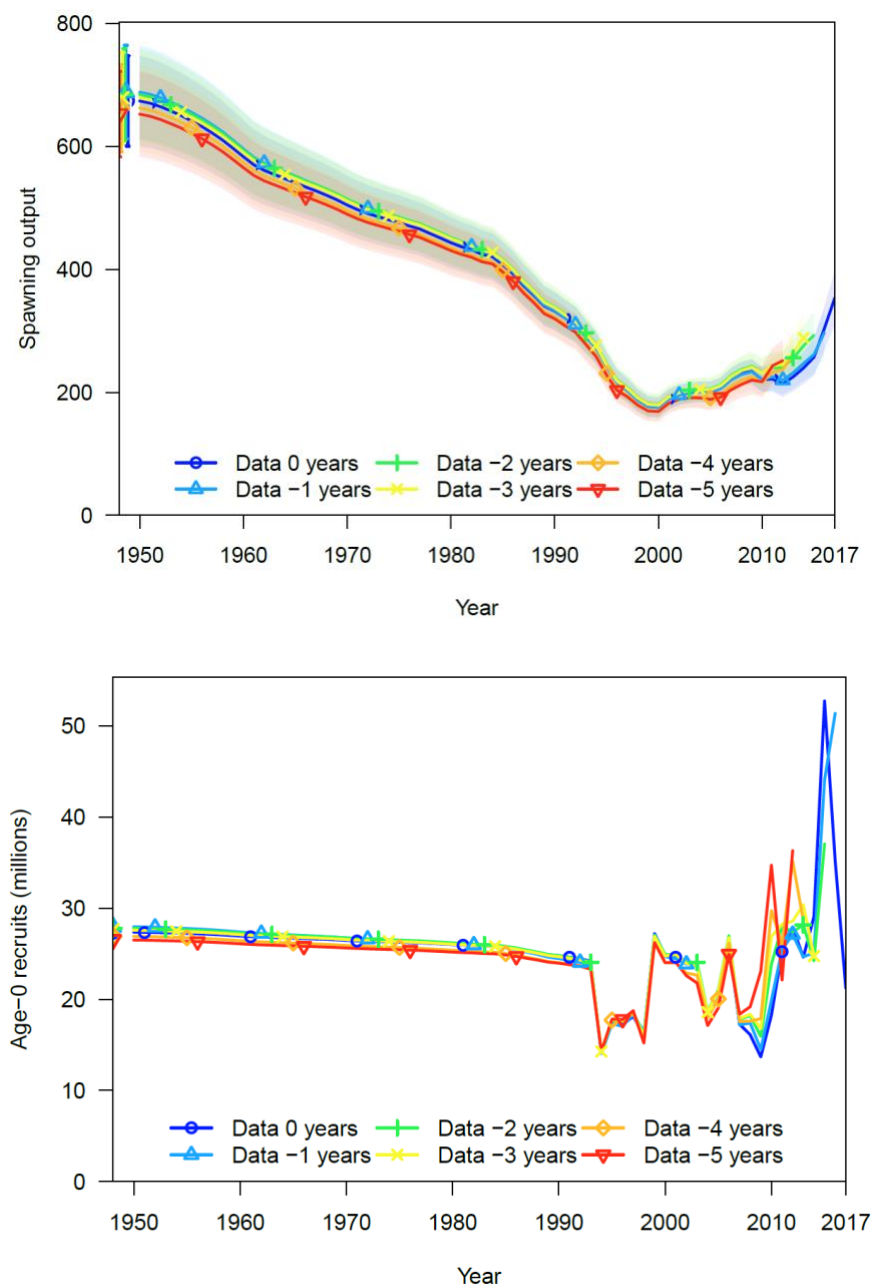 800
600
400
200
0
Spawning output
Data 0 years Data −2 years Data −4 years
Data −1 years Data −3 years Data −5 years
1950 1960 1970 1980 1990 2000 2010 2017
Year
50
40
30
20
10
0
Age−0 recruits (millions)
Data 0 years Data −2 years Data −4 years
Data −1 years Data −3 years Data −5 years
1950 1960 1970 1980 1990 2000 2010 2017
Year